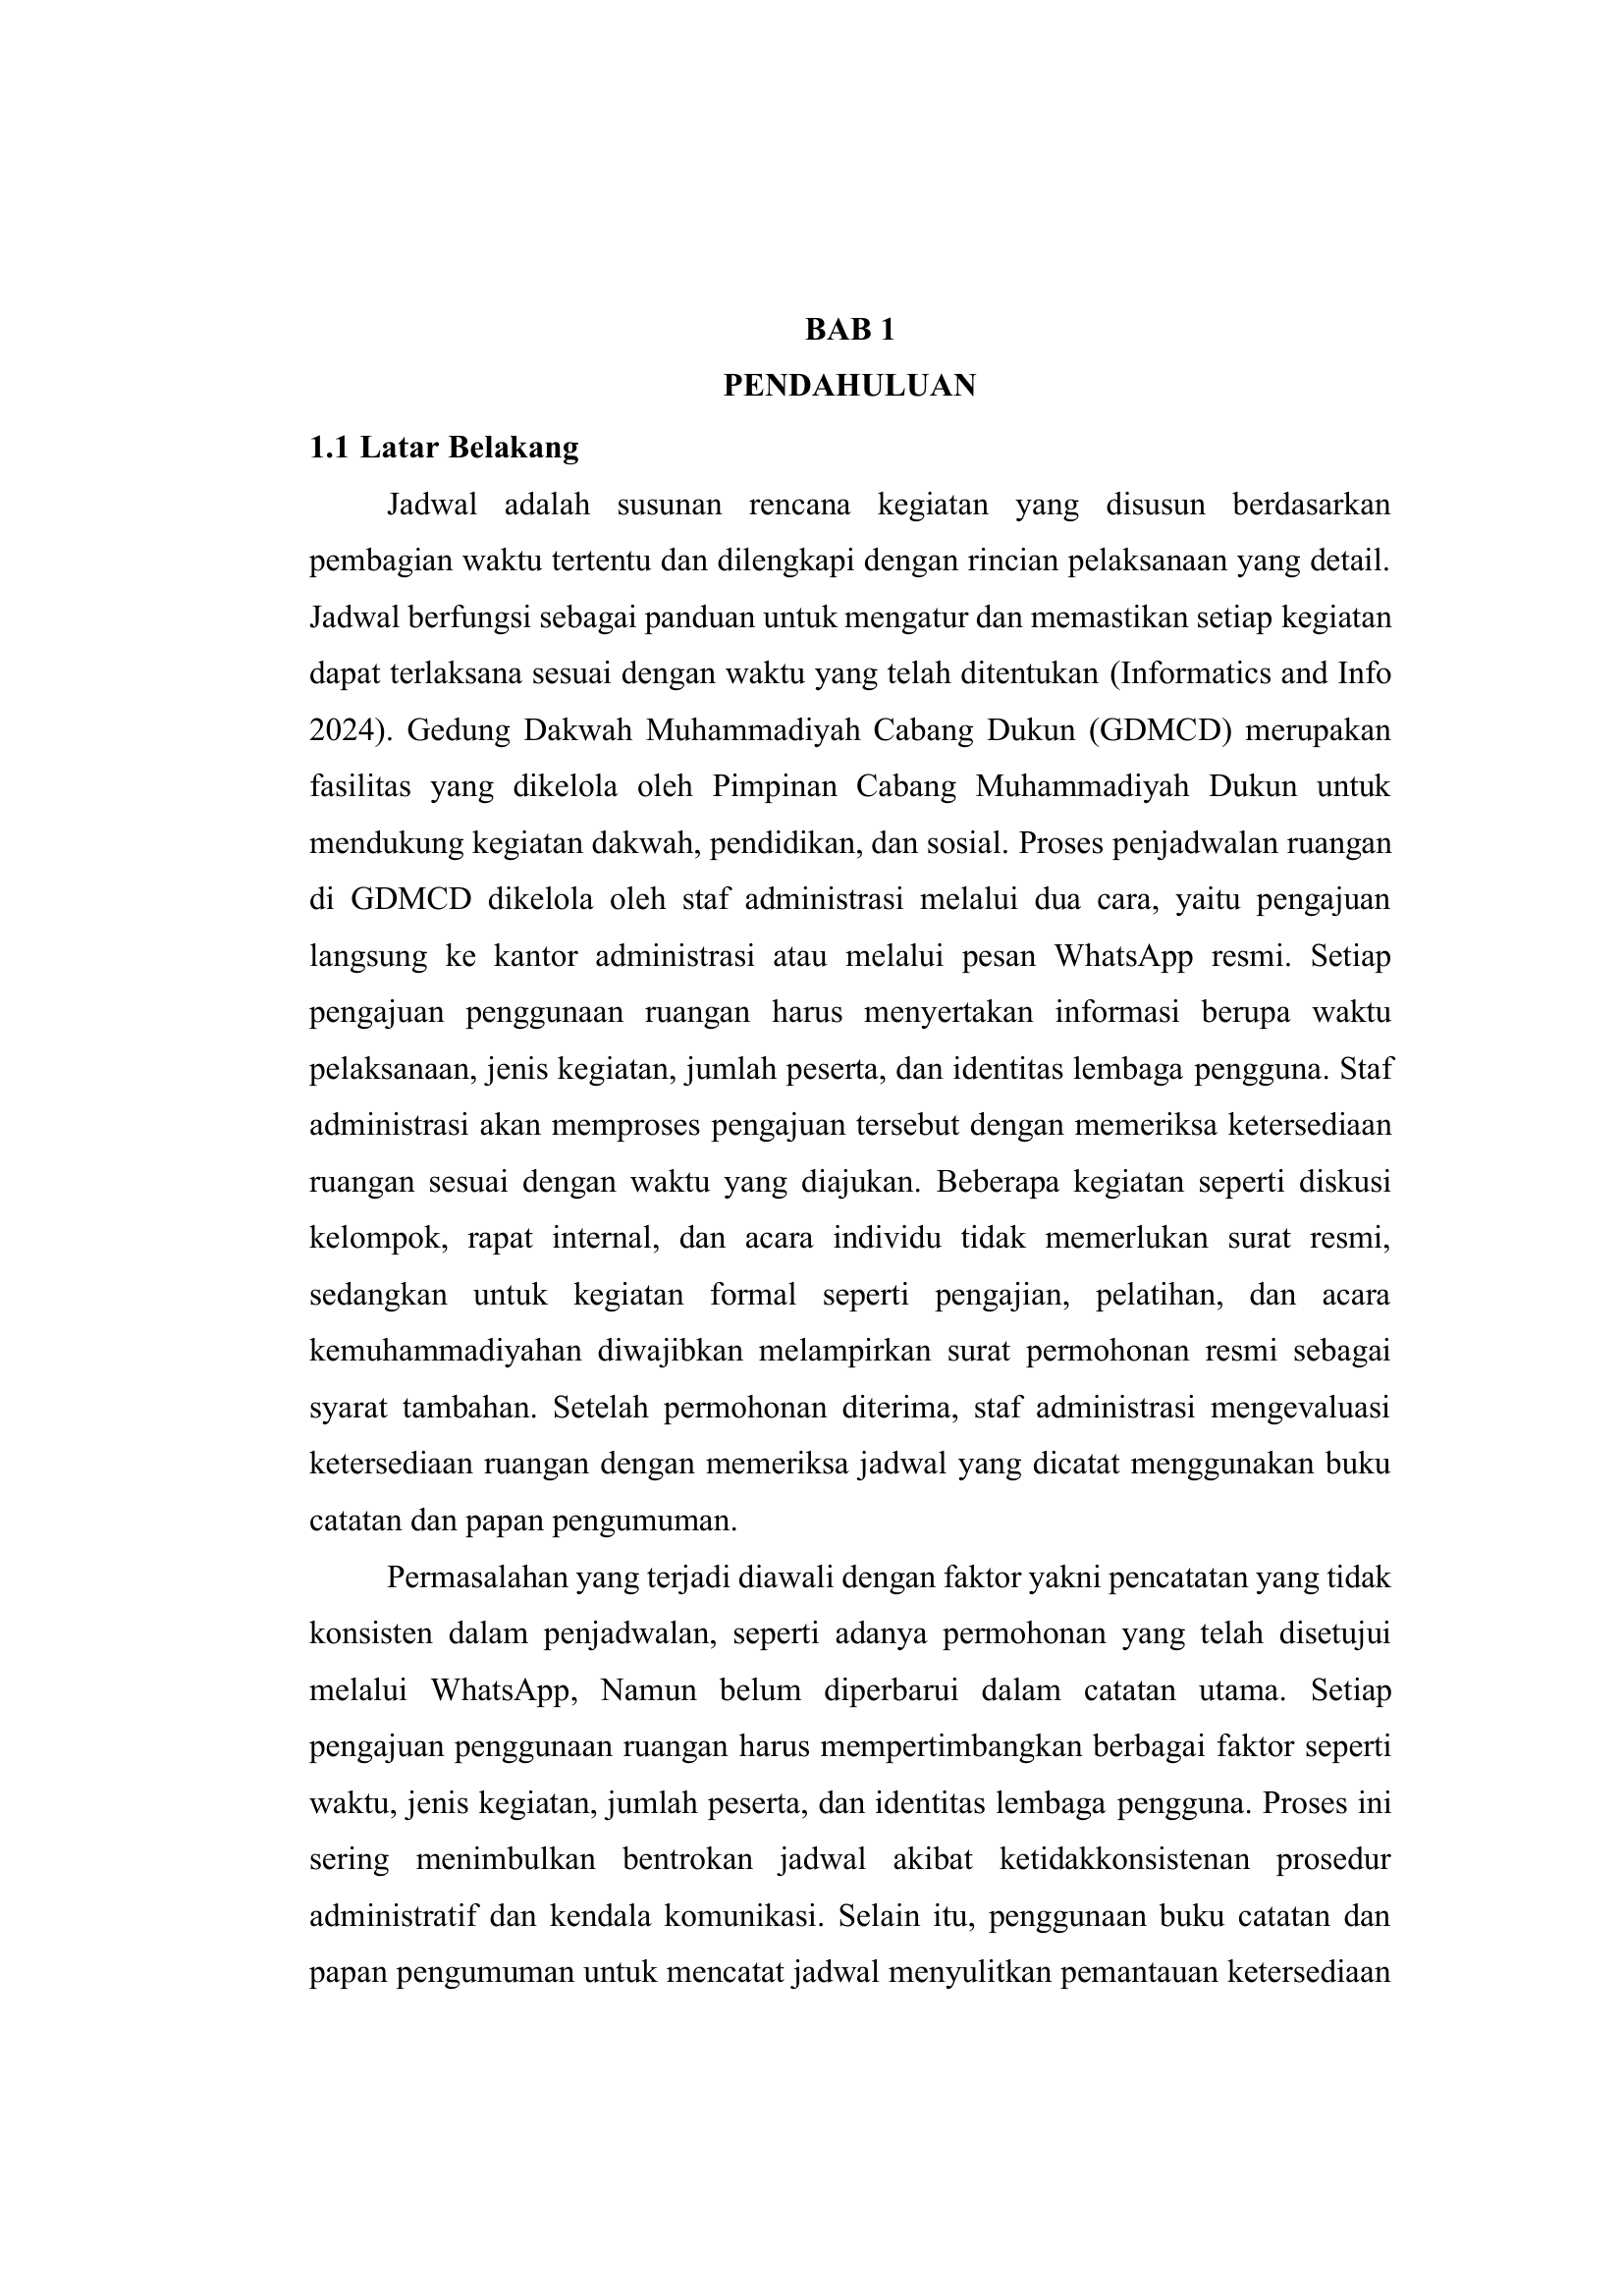 BAB 1
PENDAHULUAN
1.1 Latar Belakang
Jadwal adalah susunan rencana kegiatan yang disusun berdasarkan
pembagian waktu tertentu dan dilengkapi dengan rincian pelaksanaan yang detail.
Jadwal berfungsi sebagai panduan untuk mengatur dan memastikan setiap kegiatan
dapat terlaksana sesuai dengan waktu yang telah ditentukan (Informatics and Info
2024). Gedung Dakwah Muhammadiyah Cabang Dukun (GDMCD) merupakan
fasilitas yang dikelola oleh Pimpinan Cabang Muhammadiyah Dukun untuk
mendukung kegiatan dakwah, pendidikan, dan sosial. Proses penjadwalan ruangan
di GDMCD dikelola oleh staf administrasi melalui dua cara, yaitu pengajuan
langsung ke kantor administrasi atau melalui pesan WhatsApp resmi. Setiap
pengajuan penggunaan ruangan harus menyertakan informasi berupa waktu
pelaksanaan, jenis kegiatan, jumlah peserta, dan identitas lembaga pengguna. Staf
administrasi akan memproses pengajuan tersebut dengan memeriksa ketersediaan
ruangan sesuai dengan waktu yang diajukan. Beberapa kegiatan seperti diskusi
kelompok, rapat internal, dan acara individu tidak memerlukan surat resmi,
sedangkan untuk kegiatan formal seperti pengajian, pelatihan, dan acara
kemuhammadiyahan diwajibkan melampirkan surat permohonan resmi sebagai
syarat tambahan. Setelah permohonan diterima, staf administrasi mengevaluasi
ketersediaan ruangan dengan memeriksa jadwal yang dicatat menggunakan buku
catatan dan papan pengumuman.
Permasalahan yang terjadi diawali dengan faktor yakni pencatatan yang tidak
konsisten dalam penjadwalan, seperti adanya permohonan yang telah disetujui
melalui WhatsApp, Namun belum diperbarui dalam catatan utama. Setiap
pengajuan penggunaan ruangan harus mempertimbangkan berbagai faktor seperti
waktu, jenis kegiatan, jumlah peserta, dan identitas lembaga pengguna. Proses ini
sering menimbulkan bentrokan jadwal akibat ketidakkonsistenan prosedur
administratif dan kendala komunikasi. Selain itu, penggunaan buku catatan dan
papan pengumuman untuk mencatat jadwal menyulitkan pemantauan ketersediaan